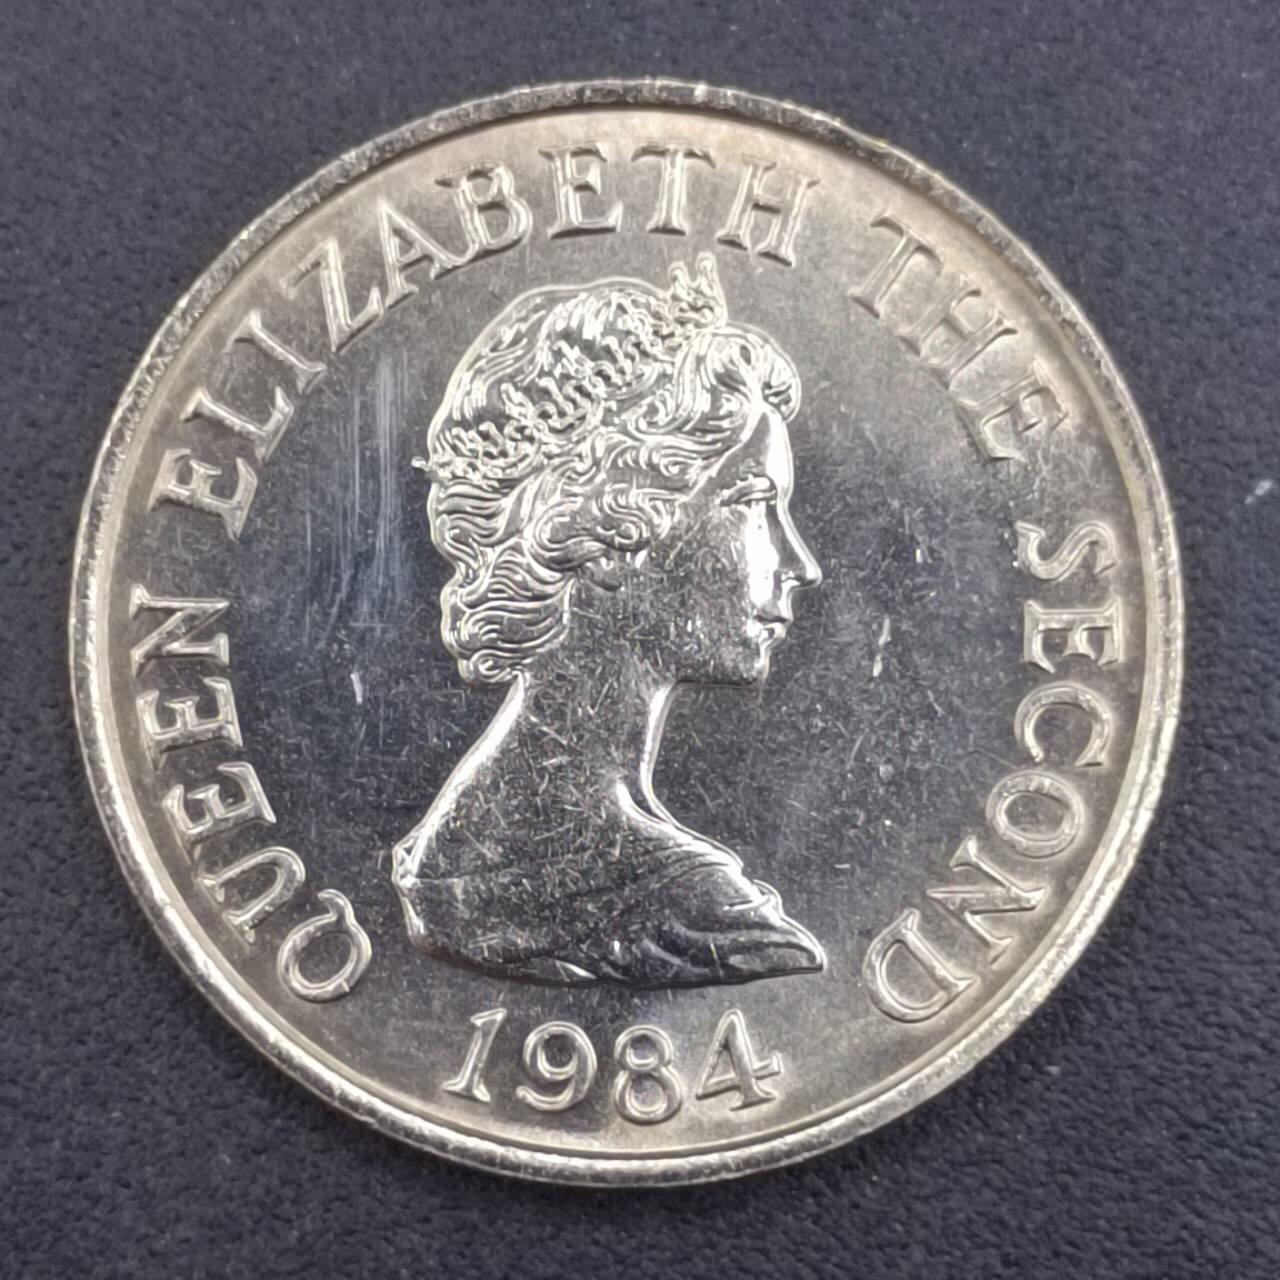 QUEEN ELIZABETH THE SECOND
1984